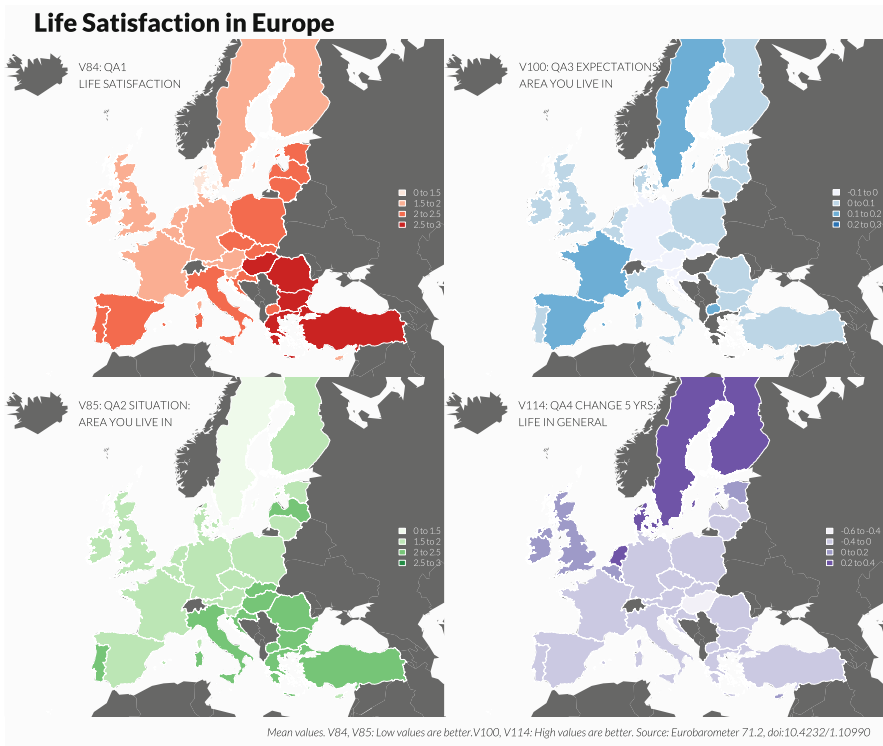 Life Satisfaction in Europe
V84: QA1
LIFE SATISFACTION
0 to 1.5
1.5 to 2
2 to 2.5
2.5 to 3
V100: QA3 EXPECTATIONS:
AREA YOU LIVE IN
-0.1 to 0
0 to 0.1
0.1 to 0.2
0.2 to 0.3
V85: QA2 SITUATION:
AREA YOU LIVE IN
0 to 1.5
1.5 to 2
2 to 2.5
2.5 to 3
V114: QA4 CHANGE 5 YRS:
LIFE IN GENERAL
-0.6 to -0.4
-0.4 to 0
0 to 0.2
0.2 to 0.4
Mean values. V84, V85: Low values are better.V100, V114: High values are better. Source: Eurobarometer 71.2, doi:10.4232/1.10990